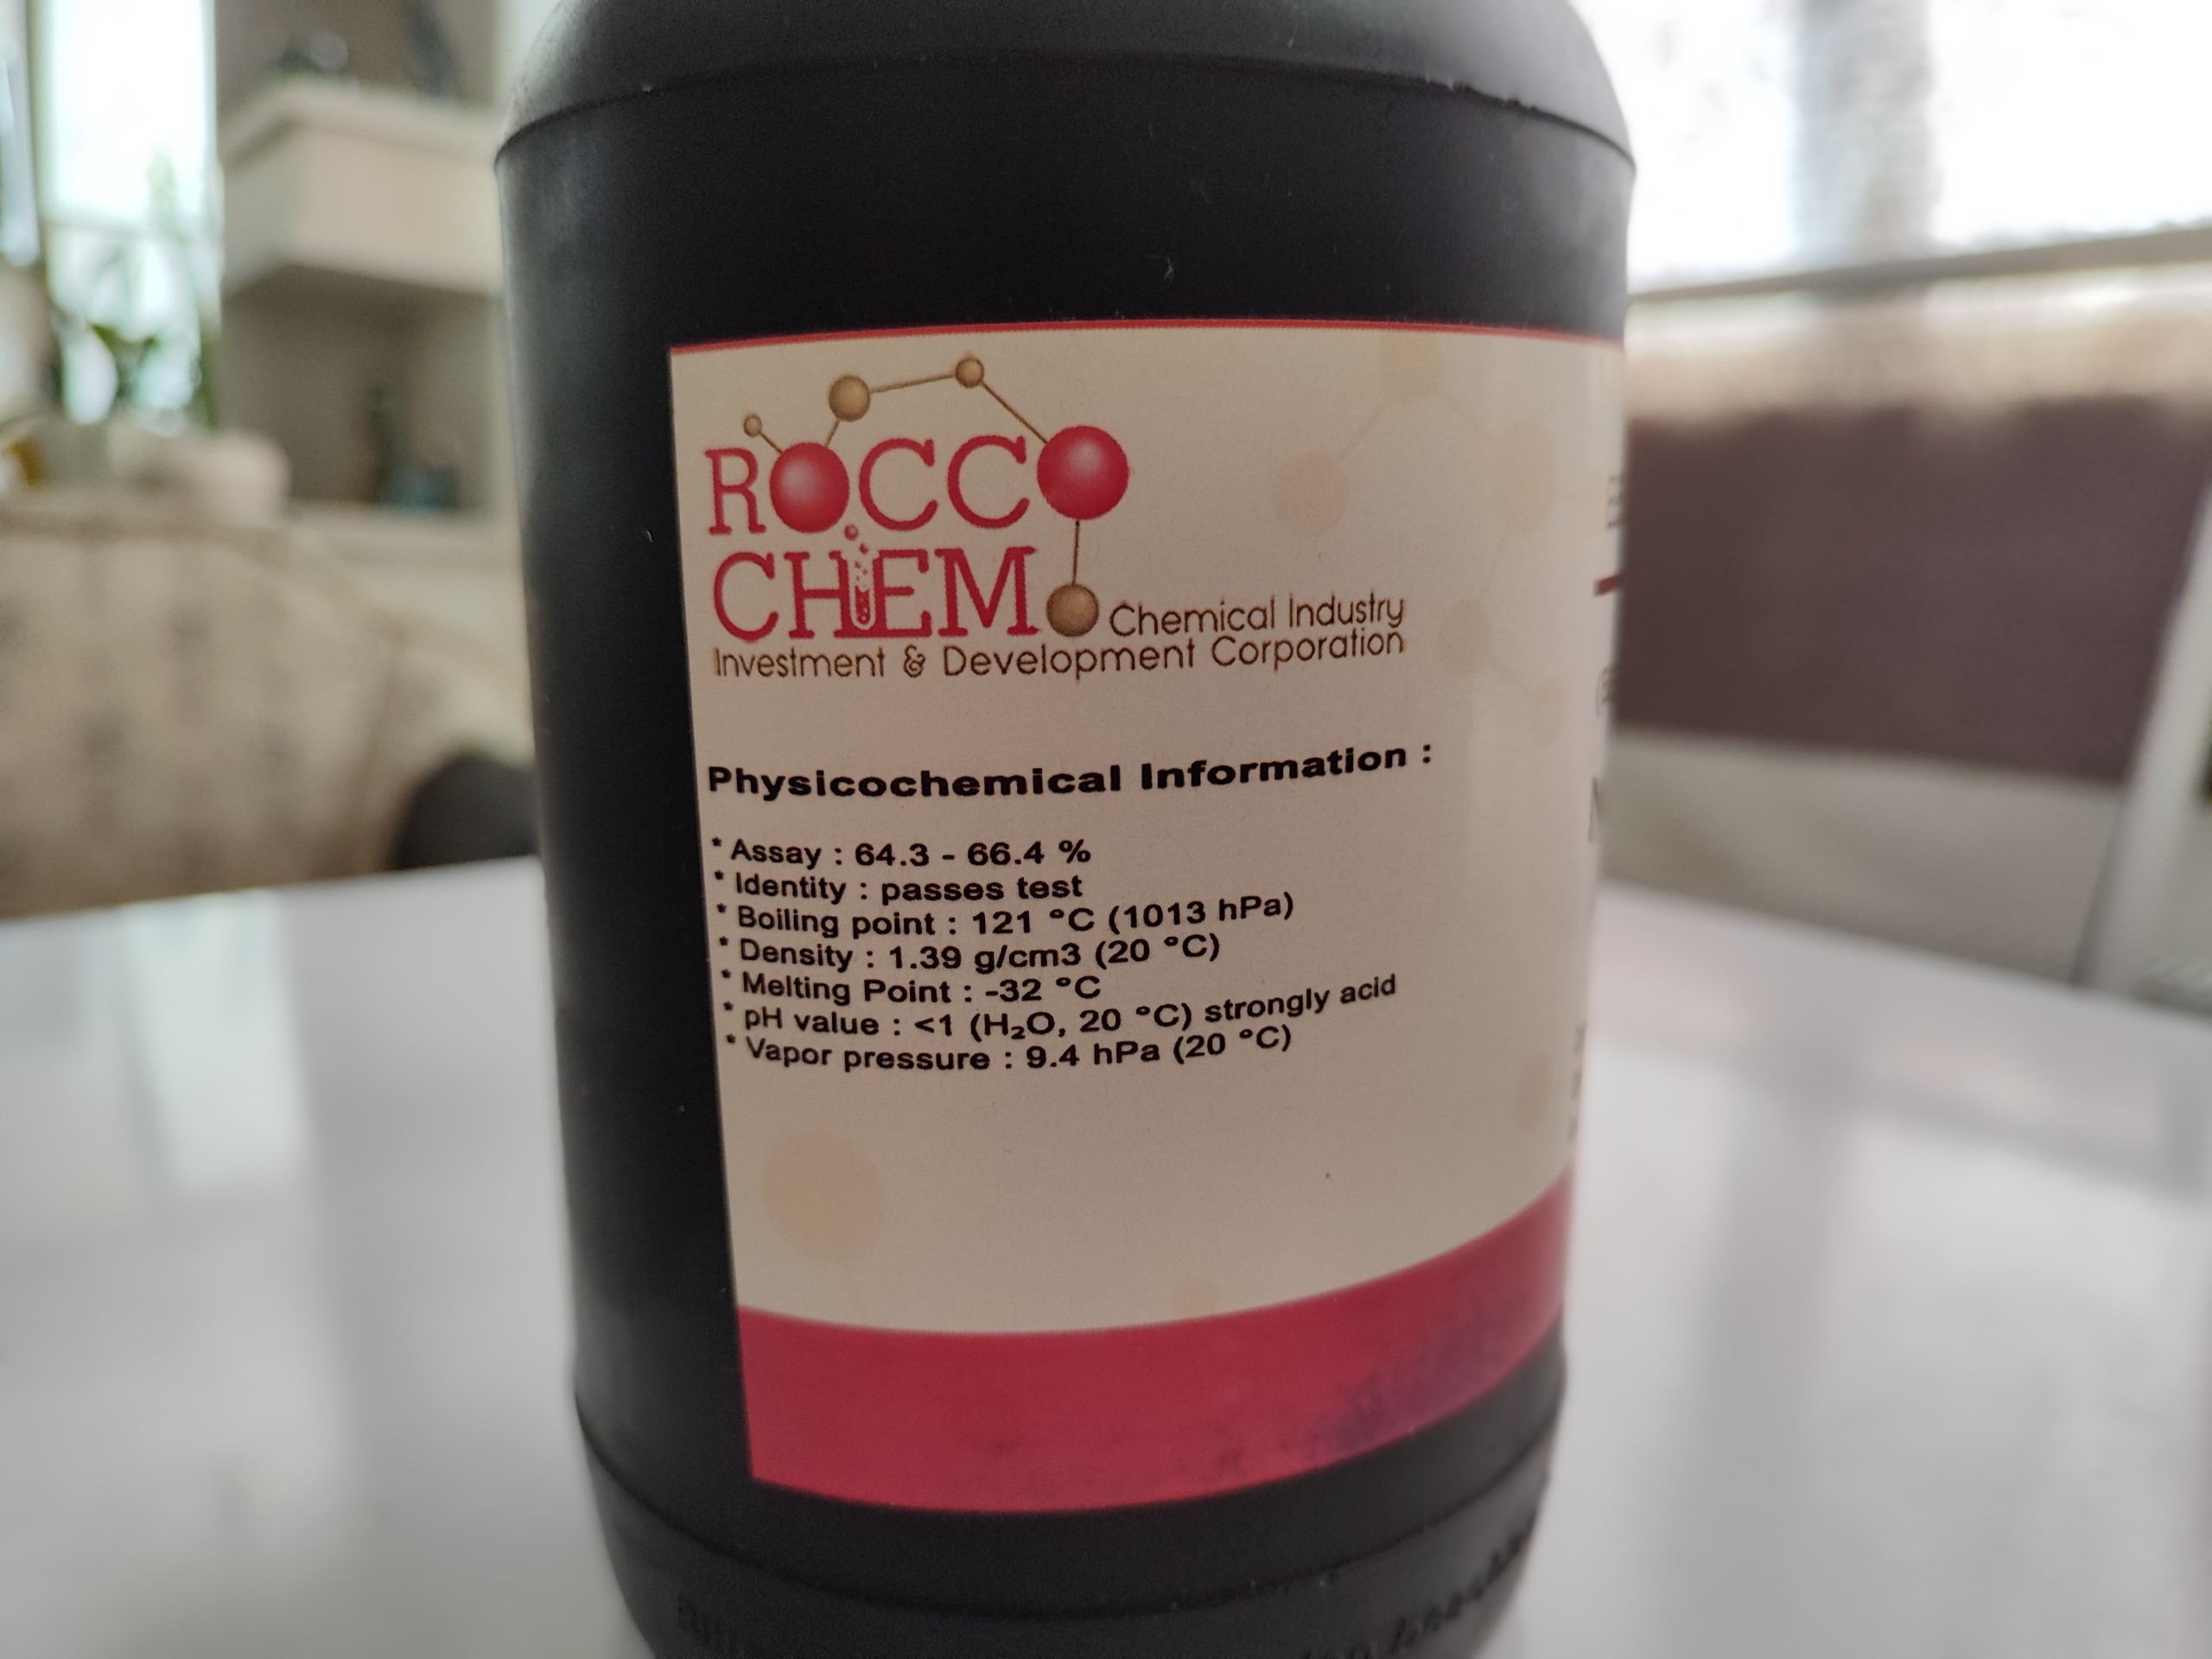 ROCCO
CHEM Chemical Industry
Investment & Development Corporation
Physicochemical Information :
* Assay : 64.3 - 66.4 %
* Identity : passes test
* Boiling point : 121 °C (1013 hPa)
* Density : 1.39 g/cm3 (20 °C)
* Melting Point : -32 °C
* pH value : <1 (H₂O, 20 °C) strongly acid
* Vapor pressure : 9.4 hPa (20 °C)